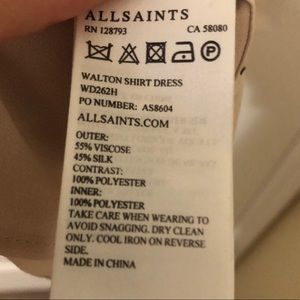 ALLSAINTS
RN 128793 CA 58080
P
WALTON SHIRT DRESS
WD262H
PO NUMBER: AS8604
ALLSAINTS.COM
OUTER:
55% VISCOSE
45% SILK
CONTRAST:
100% POLYESTER
INNER:
100% POLYESTER
TAKE CARE WHEN WEARING TO
AVOID SNAGGING. DRY CLEAN
ONLY. COOL IRON ON REVERSE
SIDE.
MADE IN CHINA